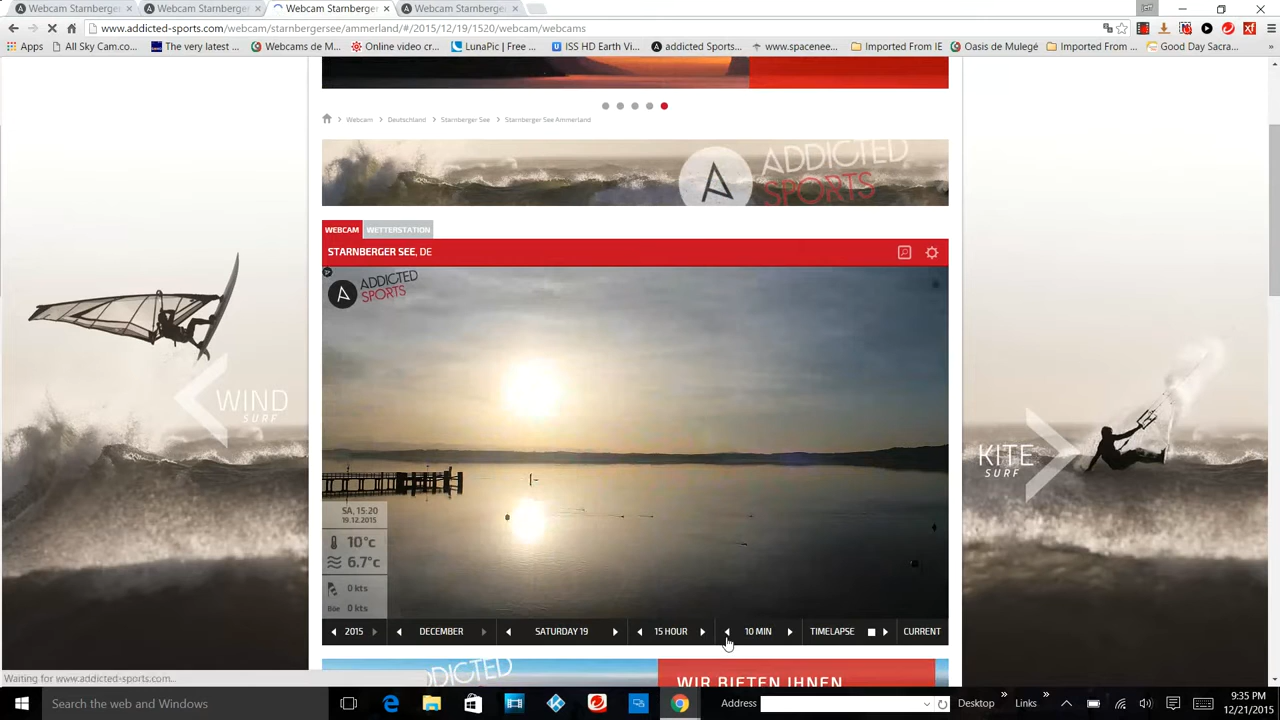 Webcam Starnberger × Webcam Starnberger × Webcam Starnberger × Webcam Starnberger ×
www.addicted-sports.com/webcam/starnbergersee/ammerland/#/2015/12/19/1520/webcam/webcams
Apps All Sky Cam.co... The very latest ... Webcams de M... Online video cr... LunaPic | Free ... ISS HD Earth Vi... addicted Sports... www.spacenee... Imported From IE Oasis de Mulegé Imported From ... Good Day Sacra... »
Webcam > Deutschland > Starnberger See > Starnberger See Ammerland
ADDICTED
SPORTS
WEBCAM WETTERSTATION
STARNBERGER SEE, DE
ADDICTED
SPORTS
WIND
SURF
KITE
SURF
SA, 15:20
19.12.2015
10°C
6.7°C
0 kts
Böe 0 kts
2015 DECEMBER SATURDAY 19 15 HOUR 10 MIN TIMELAPSE CURRENT
ADDICTED
WIR BIETEN IHNEN
Waiting for www.addicted-sports.com...
Search the web and Windows Address Desktop » Links »
9:35 PM
12/21/2015